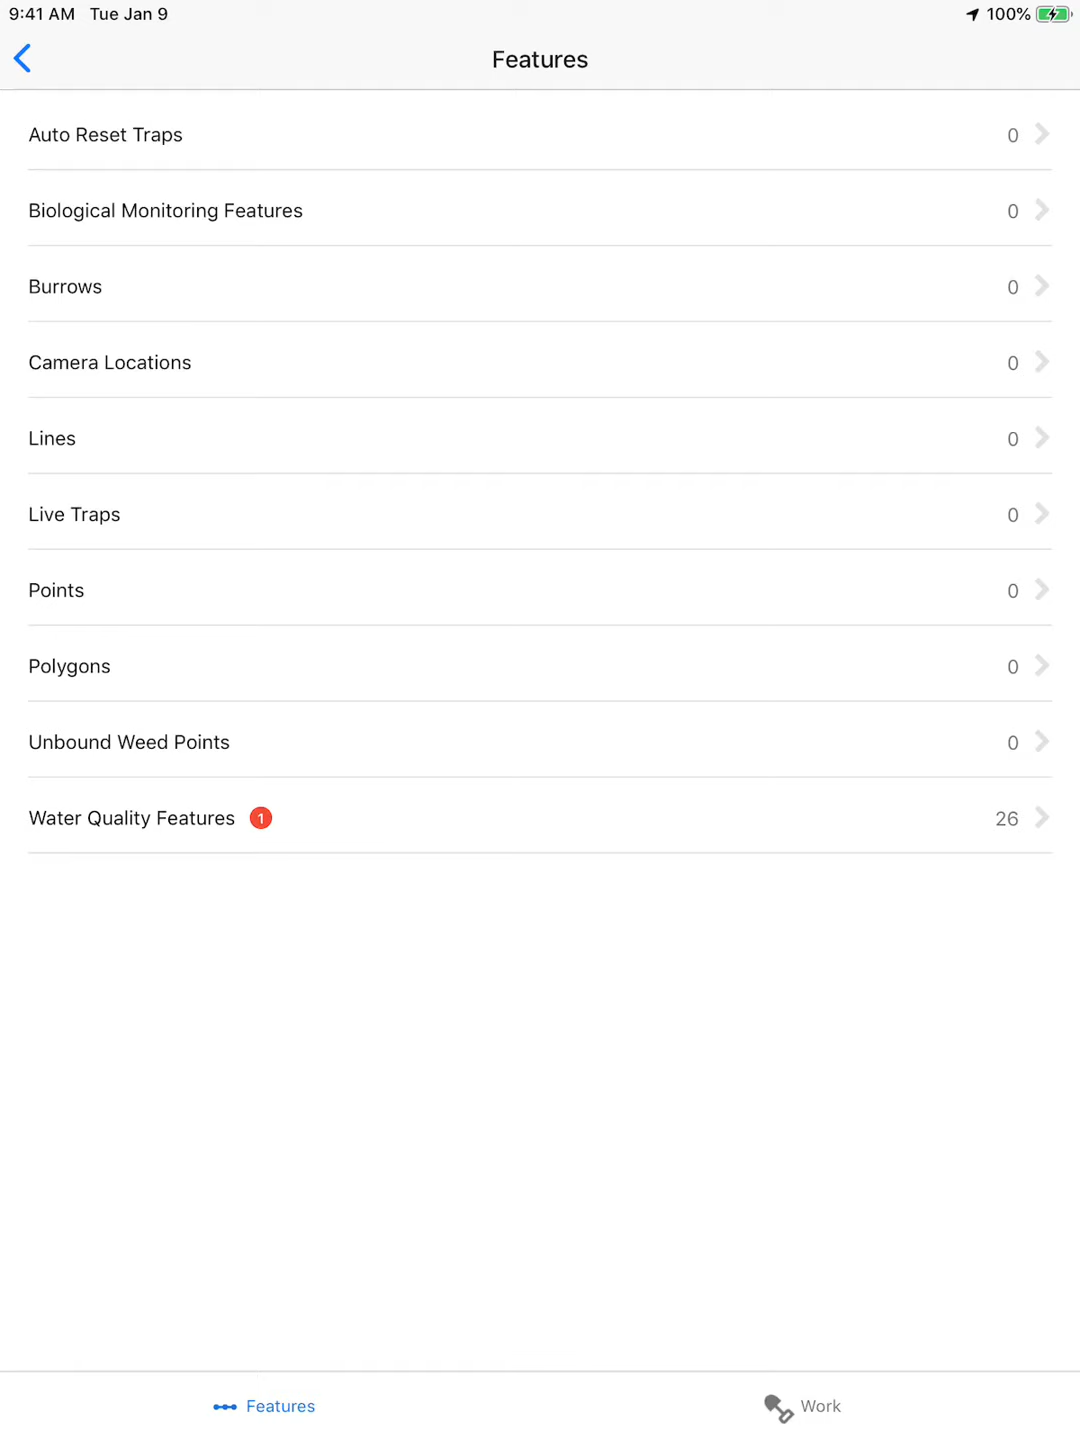 9:41 AM Tue Jan 9 100%
Features
Auto Reset Traps 0
Biological Monitoring Features 0
Burrows 0
Camera Locations 0
Lines 0
Live Traps 0
Points 0
Polygons 0
Unbound Weed Points 0
Water Quality Features 1 26
Features Work